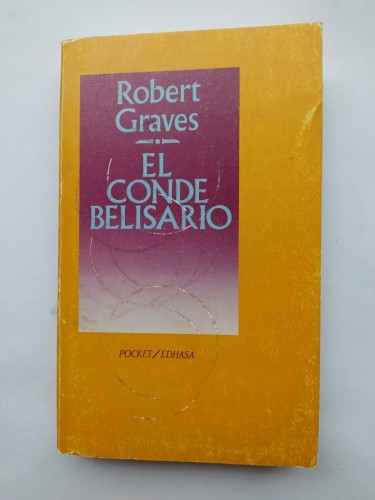 Robert
Graves
EL
CONDE
BELISARIO
POCKET/EDHASA